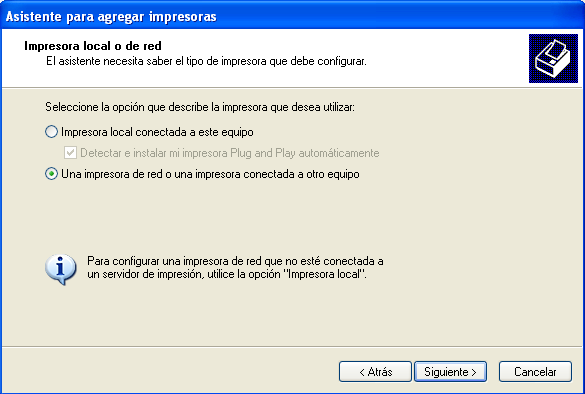 Asistente para agregar impresoras
Impresora local o de red
El asistente necesita saber el tipo de impresora que debe configurar.
Seleccione la opción que describe la impresora que desea utilizar:
Impresora local conectada a este equipo
Detectar e instalar mi impresora Plug and Play automáticamente
Una impresora de red o una impresora conectada a otro equipo
Para configurar una impresora de red que no esté conectada a
un servidor de impresión, utilice la opción "Impresora local".
< Atrás
Siguiente >
Cancelar